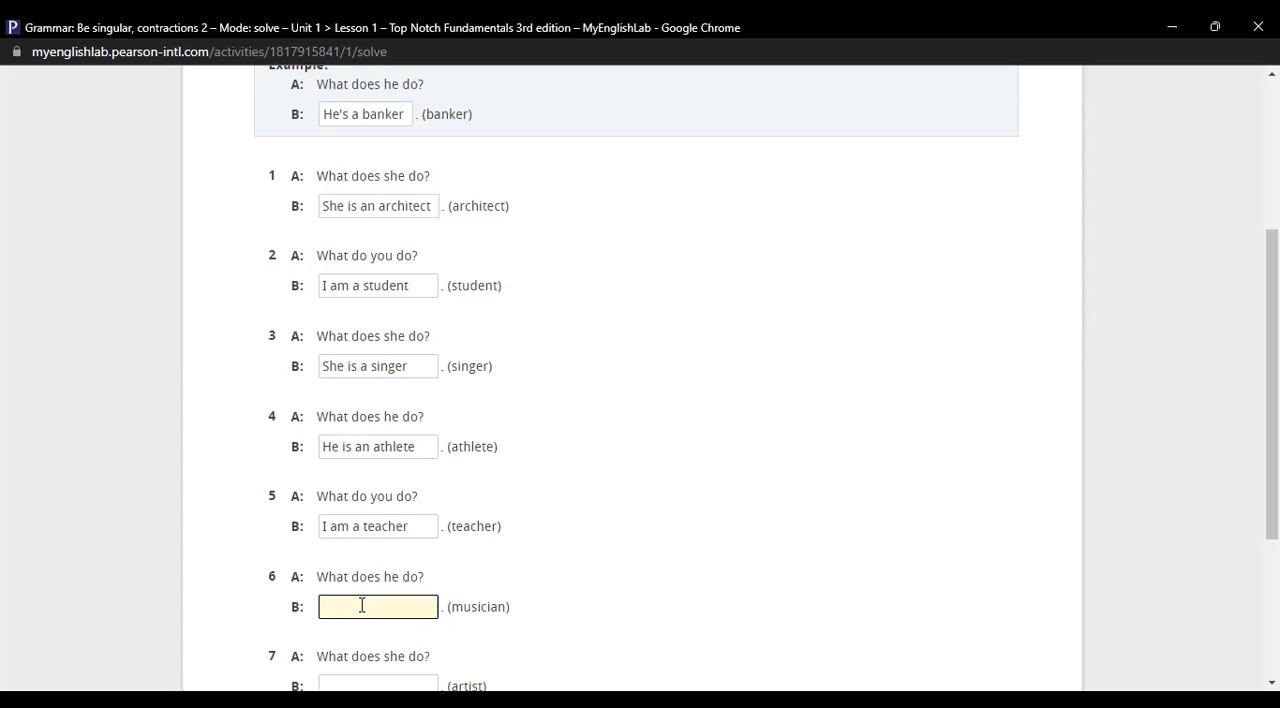 Grammar: Be singular, contractions 2 – Mode: solve – Unit 1 > Lesson 1 – Top Notch Fundamentals 3rd edition – MyEnglishLab - Google Chrome
myenglishlab.pearson-intl.com/activities/1817915841/1/solve
Example:
A: What does he do?
B: He's a banker . (banker)
1 A: What does she do?
B: She is an architect . (architect)
2 A: What do you do?
B: I am a student . (student)
3 A: What does she do?
B: She is a singer . (singer)
4 A: What does he do?
B: He is an athlete . (athlete)
5 A: What do you do?
B: I am a teacher . (teacher)
6 A: What does he do?
B: . (musician)
7 A: What does she do?
B: . (artist)